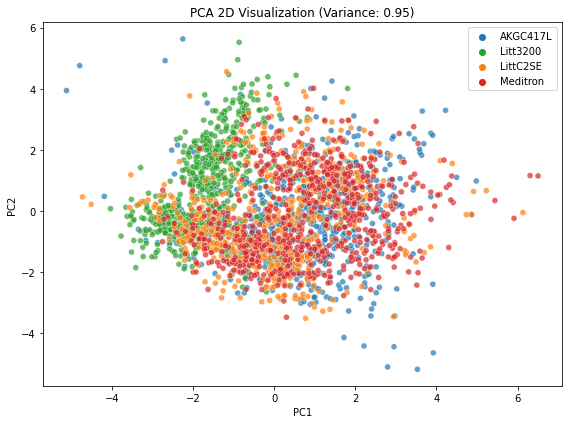 PCA 2D Visualization (Variance: 0.95)
AKGC417L
Litt3200
LittC2SE
Meditron
6
4
2
0
−2
−4
PC2
−4
−2
0
2
4
6
PC1